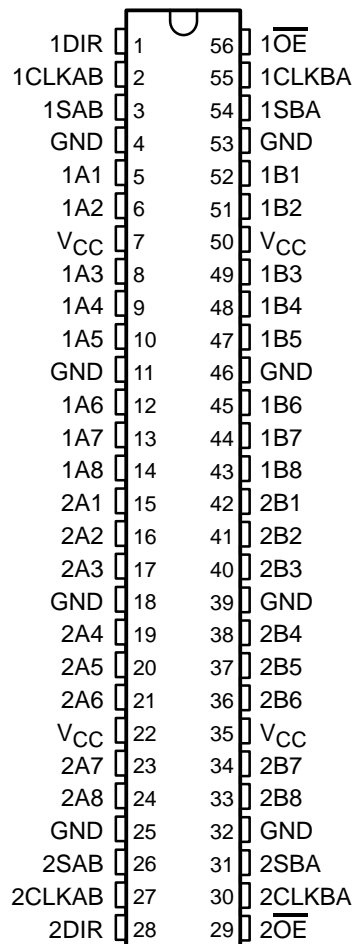 1DIR 1 56 1O̅E̅
1CLKAB 2 55 1CLKBA
1SAB 3 54 1SBA
GND 4 53 GND
1A1 5 52 1B1
1A2 6 51 1B2
VCC 7 50 VCC
1A3 8 49 1B3
1A4 9 48 1B4
1A5 10 47 1B5
GND 11 46 GND
1A6 12 45 1B6
1A7 13 44 1B7
1A8 14 43 1B8
2A1 15 42 2B1
2A2 16 41 2B2
2A3 17 40 2B3
GND 18 39 GND
2A4 19 38 2B4
2A5 20 37 2B5
2A6 21 36 2B6
VCC 22 35 VCC
2A7 23 34 2B7
2A8 24 33 2B8
GND 25 32 GND
2SAB 26 31 2SBA
2CLKAB 27 30 2CLKBA
2DIR 28 29 2O̅E̅